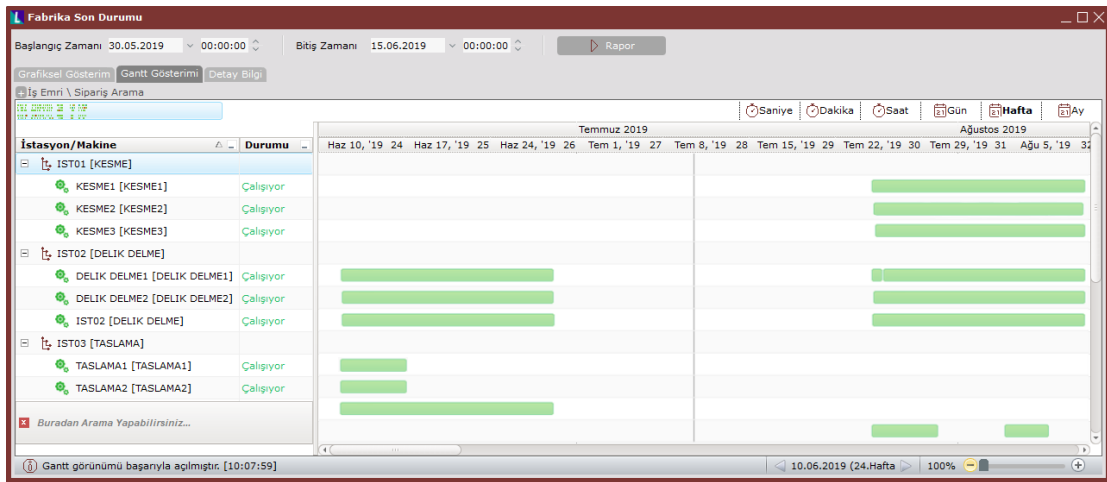 Fabrika Son Durumu
Başlangıç Zamanı 30.05.2019 00:00:00 Bitiş Zamanı 15.06.2019 00:00:00 Rapor
Grafiksel Gösterim Gantt Gösterimi Detay Bilgi
İş Emri \ Sipariş Arama
Saniye Dakika Saat Gün Hafta Ay
Temmuz 2019 Ağustos 2019
İstasyon/Makine Durumu Haz 10, '19 24 Haz 17, '19 25 Haz 24, '19 26 Tem 1, '19 27 Tem 8, '19 28 Tem 15, '19 29 Tem 22, '19 30 Tem 29, '19 31 Ağu 5, '19 32
IST01 [KESME]
KESME1 [KESME1] Çalışıyor
KESME2 [KESME2] Çalışıyor
KESME3 [KESME3] Çalışıyor
IST02 [DELIK DELME]
DELIK DELME1 [DELIK DELME1] Çalışıyor
DELIK DELME2 [DELIK DELME2] Çalışıyor
IST02 [DELIK DELME] Çalışıyor
IST03 [TASLAMA]
TASLAMA1 [TASLAMA1] Çalışıyor
TASLAMA2 [TASLAMA2] Çalışıyor
Buradan Arama Yapabilirsiniz...
Gantt görünümü başarıyla açılmıştır. [10:07:59] 10.06.2019 (24.Hafta 100%